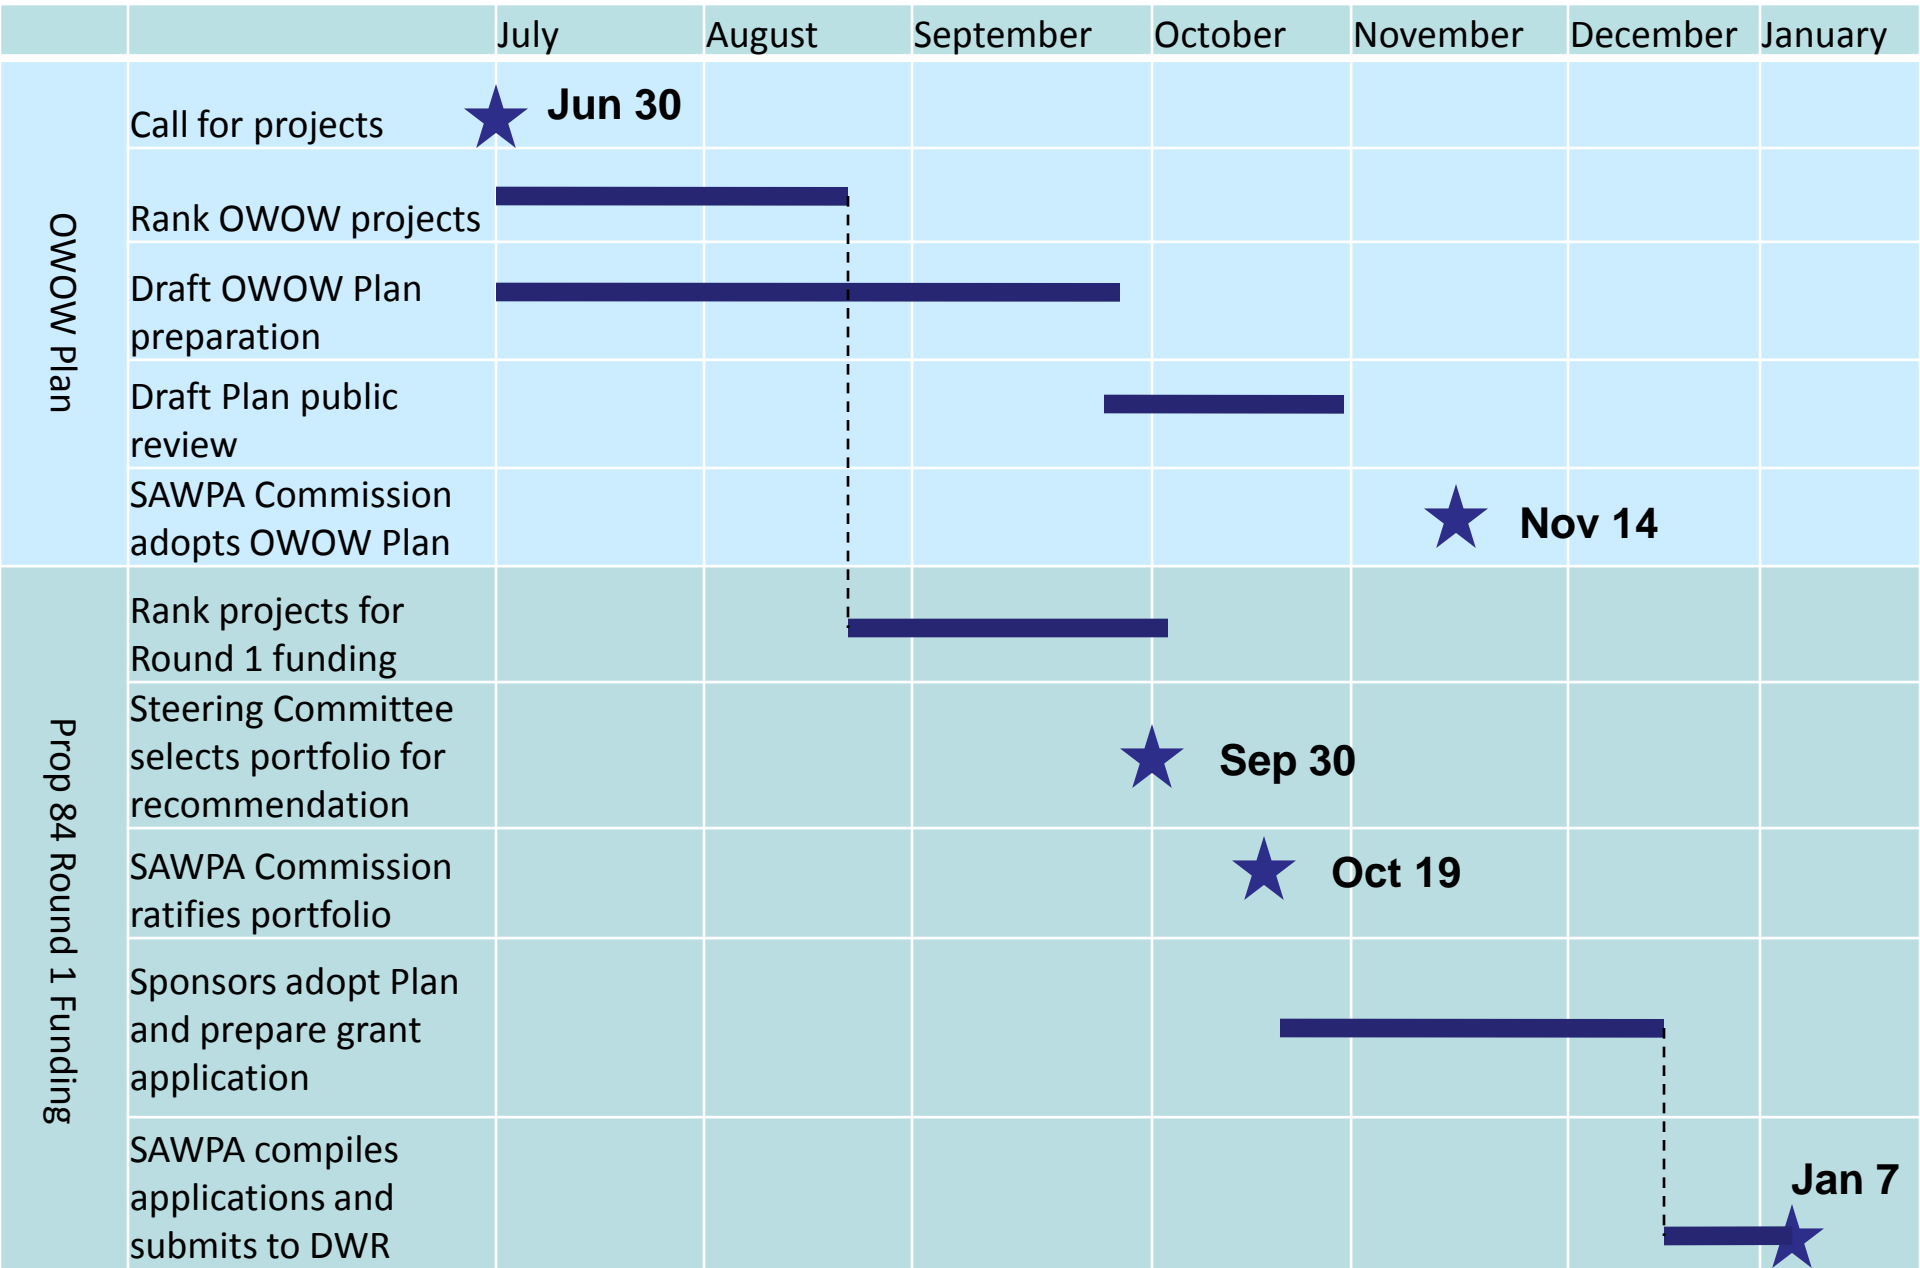 July August September October November December January
OWOW Plan
Call for projects
Jun 30
Rank OWOW projects
Draft OWOW Plan
preparation
Draft Plan public
review
SAWPA Commission
adopts OWOW Plan
Nov 14
Prop 84 Round 1 Funding
Rank projects for
Round 1 funding
Steering Committee
selects portfolio for
recommendation
Sep 30
SAWPA Commission
ratifies portfolio
Oct 19
Sponsors adopt Plan
and prepare grant
application
SAWPA compiles
applications and
submits to DWR
Jan 7